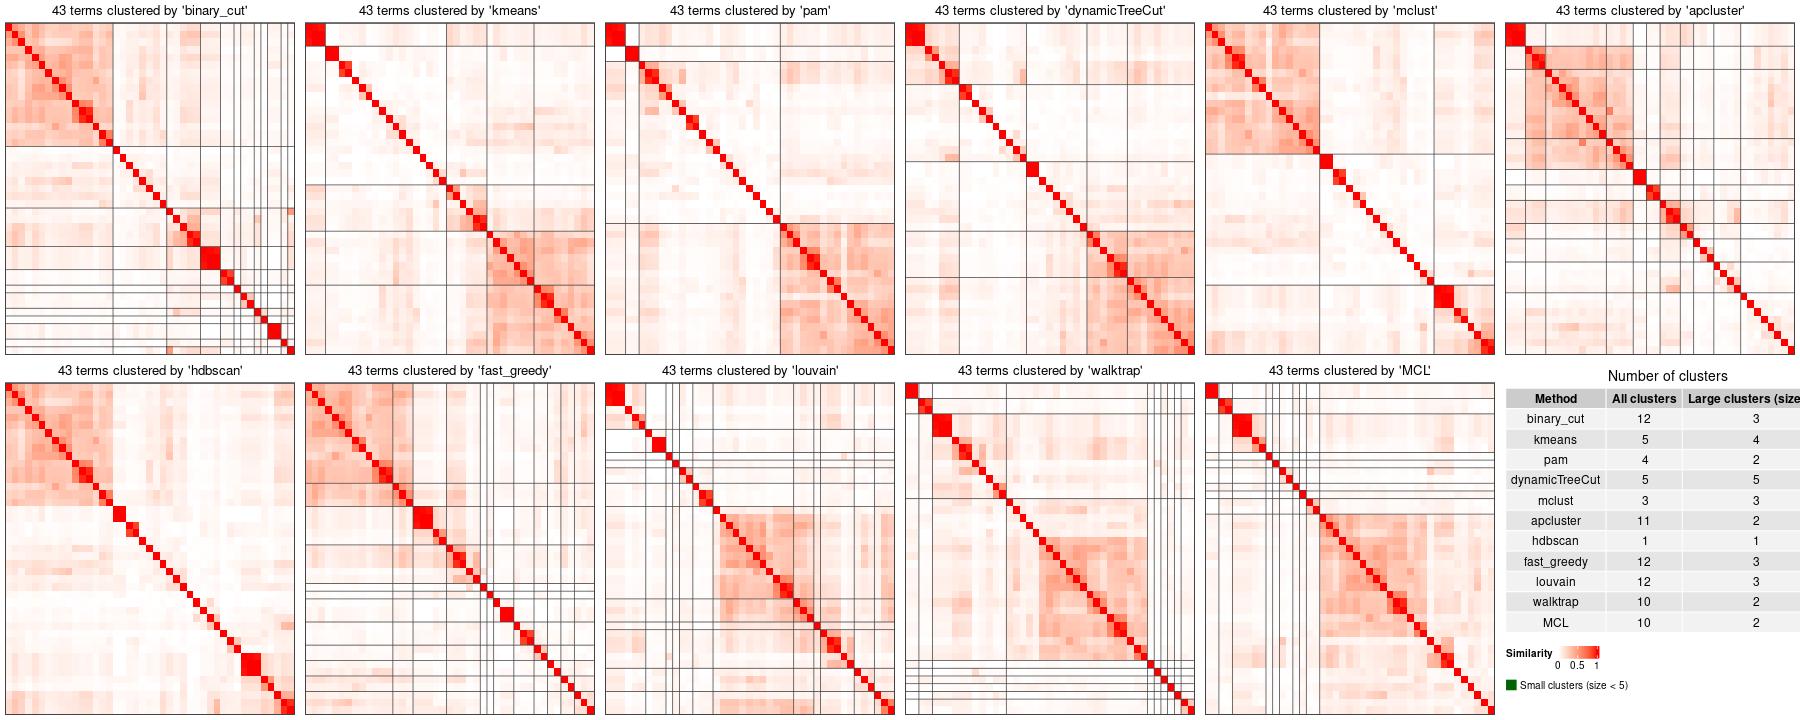 43 terms clustered by 'binary_cut'
43 terms clustered by 'kmeans'
43 terms clustered by 'pam'
43 terms clustered by 'dynamicTreeCut'
43 terms clustered by 'mclust'
43 terms clustered by 'apcluster'
43 terms clustered by 'hdbscan'
43 terms clustered by 'fast_greedy'
43 terms clustered by 'louvain'
43 terms clustered by 'walktrap'
43 terms clustered by 'MCL'
Number of clusters
Method All clusters Large clusters (size
binary_cut 12 3
kmeans 5 4
pam 4 2
dynamicTreeCut 5 5
mclust 3 3
apcluster 11 2
hdbscan 1 1
fast_greedy 12 3
louvain 12 3
walktrap 10 2
MCL 10 2
Similarity
0 0.5 1
Small clusters (size < 5)